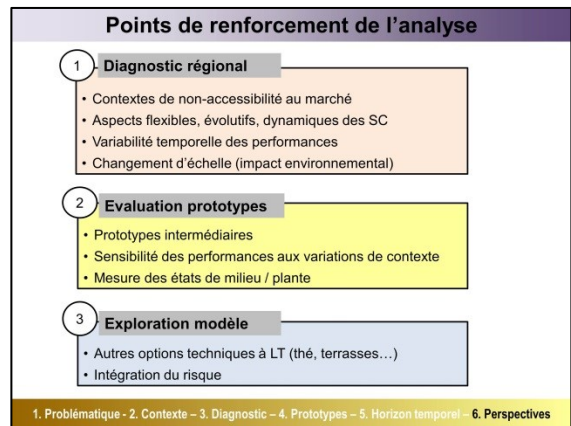 Points de renforcement de l'analyse
1
Diagnostic régional
• Contextes de non-accessibilité au marché
• Aspects flexibles, évolutifs, dynamiques des SC
• Variabilité temporelle des performances
• Changement d'échelle (impact environnemental)
2
Evaluation prototypes
• Prototypes intermédiaires
• Sensibilité des performances aux variations de contexte
• Mesure des états de milieu / plante
3
Exploration modèle
• Autres options techniques à LT (thé, terrasses…)
• Intégration du risque
1. Problématique - 2. Contexte – 3. Diagnostic – 4. Prototypes – 5. Horizon temporel – 6. Perspectives